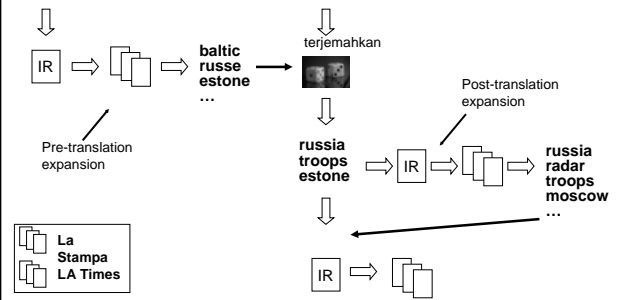 IR
baltic
russe
estone
…
terjemahkan
Pre-translation
expansion
Post-translation
expansion
russia
troops
estone
IR
russia
radar
troops
moscow
…
La
Stampa
LA Times
IR